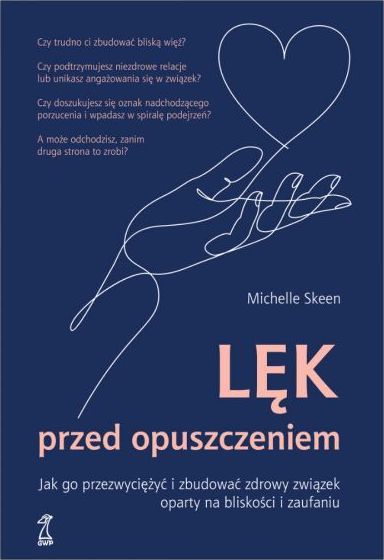 Czy trudno ci zbudować bliską więź?
Czy podtrzymujesz niezdrowe relacje
lub unikasz angażowania się w związek?
Czy doszukujesz się oznak nadchodzącego
porzucenia i wpadasz w spiralę podejrzeń?
A może odchodzisz, zanim
druga strona to zrobi?
Michelle Skeen
LĘK
przed opuszczeniem
Jak go przezwyciężyć i zbudować zdrowy związek
oparty na bliskości i zaufaniu
GWP